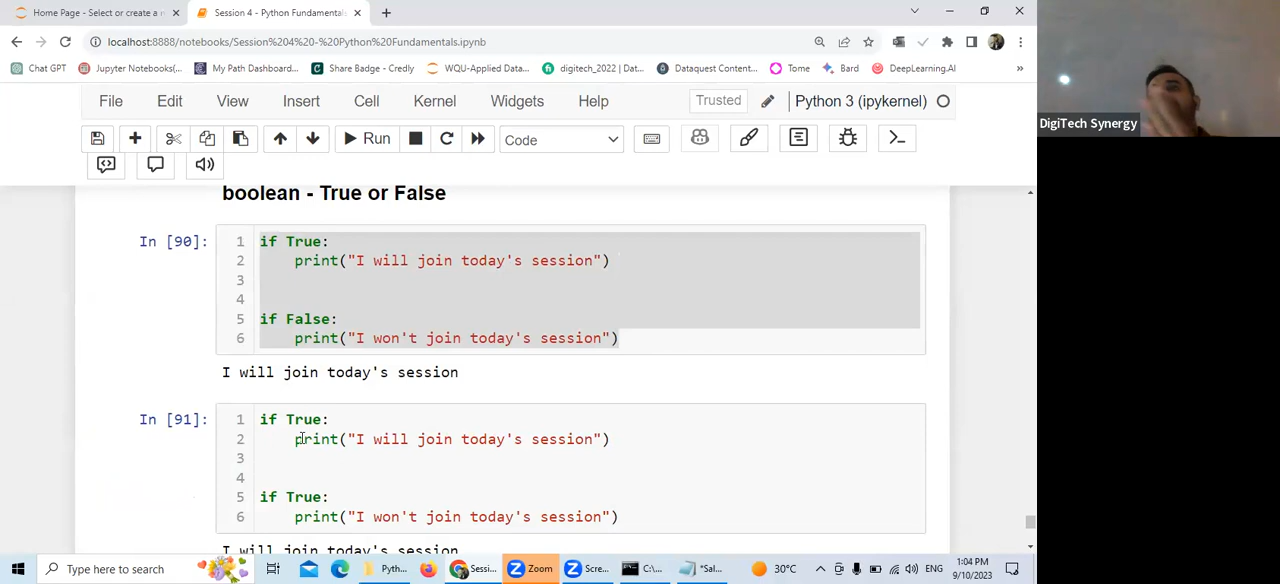 Home Page - Select or create a n
Session 4 - Python Fundamentals
localhost:8888/notebooks/Session%204%20-%20Python%20Fundamentals.ipynb
Chat GPT
Jupyter Notebooks(...
My Path Dashboard...
Share Badge - Credly
WQU-Applied Data...
digitech_2022 | Dat...
Dataquest Content...
Tome
Bard
DeepLearning.AI
»
File Edit View Insert Cell Kernel Widgets Help Trusted Python 3 (ipykernel)
Run Code
DigiTech Synergy
boolean - True or False
In [90]:
1 if True:
2 print("I will join today's session")
3
4
5 if False:
6 print("I won't join today's session")
I will join today's session
In [91]:
1 if True:
2 print("I will join today's session")
3
4
5 if True:
6 print("I won't join today's session")
I will join today's session
Type here to search
Pyth...
Sessi...
Zoom
Scre...
C:\...
*Sal...
30°C
ENG
1:04 PM
9/10/2023